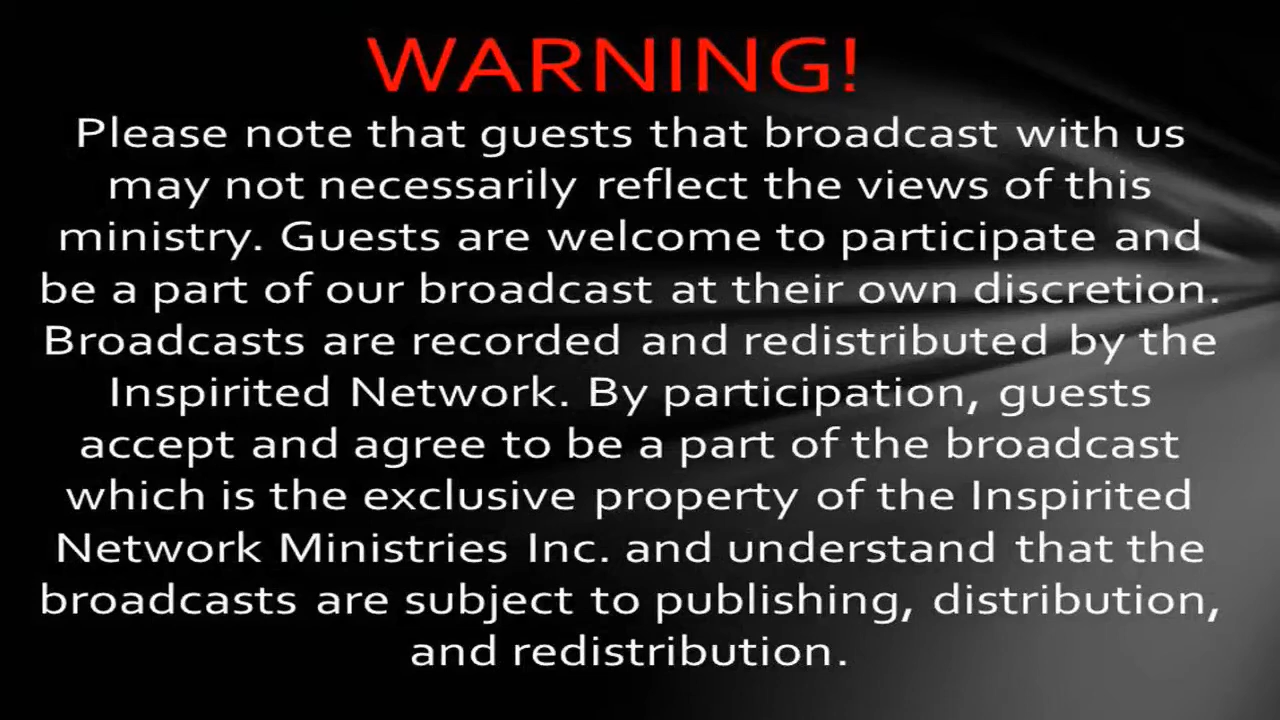 WARNING!
Please note that guests that broadcast with us
may not necessarily reflect the views of this
ministry. Guests are welcome to participate and
be a part of our broadcast at their own discretion.
Broadcasts are recorded and redistributed by the
Inspirited Network. By participation, guests
accept and agree to be a part of the broadcast
which is the exclusive property of the Inspirited
Network Ministries Inc. and understand that the
broadcasts are subject to publishing, distribution,
and redistribution.